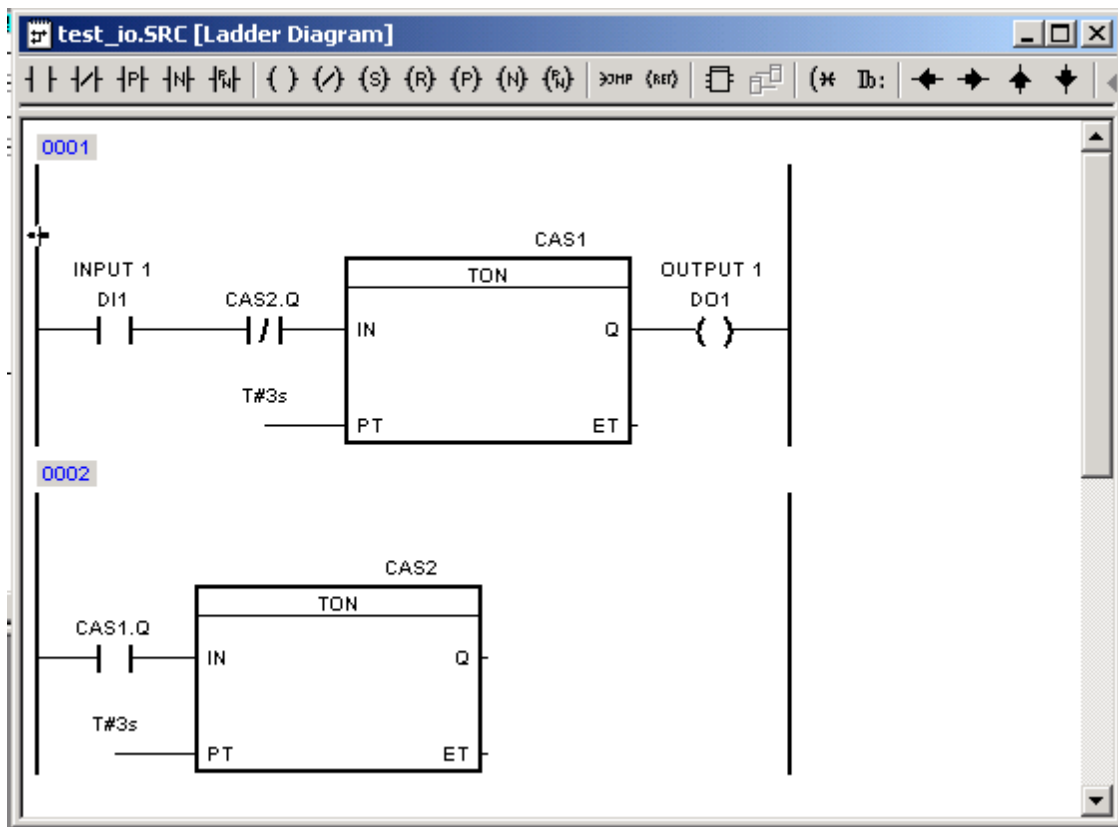 test_io.SRC [Ladder Diagram]
0001
CAS1
INPUT 1
TON
OUTPUT 1
DI1
CAS2.Q
DO1
IN
Q
T#3s
PT
ET
0002
CAS2
TON
CAS1.Q
IN
Q
T#3s
PT
ET